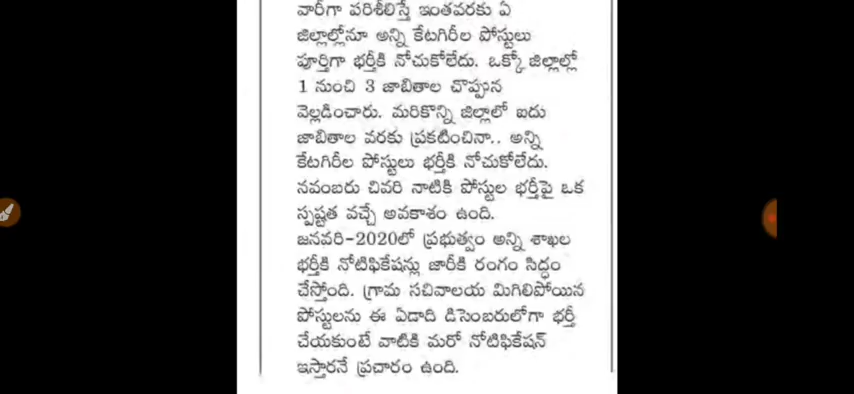 వారీగా పరిశీలిస్తే ఇంతవరకు ఏ
జిల్లాల్లోనూ అన్ని కేటగిరీల పోస్టులు
పూర్తిగా భర్తీకి నోచుకోలేదు. ఒక్కో జిల్లాల్లో
1 నుంచి 3 జాబితాల చొప్పున
వెల్లడించారు. మరికొన్ని జిల్లాలో ఐదు
జాబితాల వరకు ప్రకటించినా.. అన్ని
కేటగిరీల పోస్టులు భర్తీకి నోచుకోలేదు.
నవంబరు చివరి నాటికి పోస్టుల భర్తీపై ఒక
స్పష్టత వచ్చే అవకాశం ఉంది.
జనవరి-2020లో ప్రభుత్వం అన్ని శాఖల
భర్తీకి నోటిఫికేషన్లు జారీకి రంగం సిద్ధం
చేస్తోంది. గ్రామ సచివాలయ మిగిలిపోయిన
పోస్టులను ఈ ఏడాది డిసెంబరులోగా భర్తీ
చేయకుంటే వాటికి మరో నోటిఫికేషన్
ఇస్తారనే ప్రచారం ఉంది.